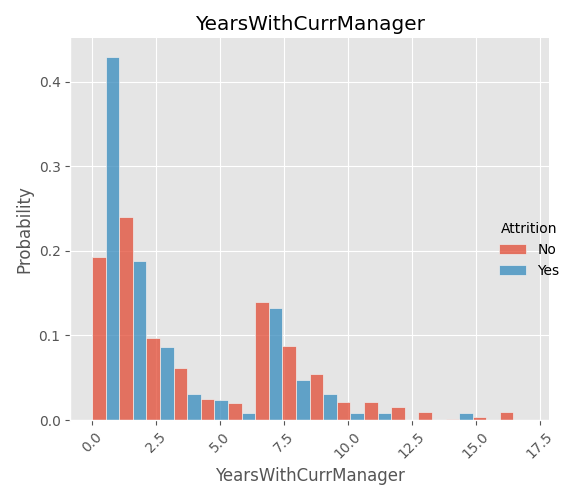 YearsWithCurrManager
0.4
0.3
0.2
0.1
0.0
Probability
Attrition
No
Yes
0.0 2.5 5.0 7.5 10.0 12.5 15.0 17.5
YearsWithCurrManager